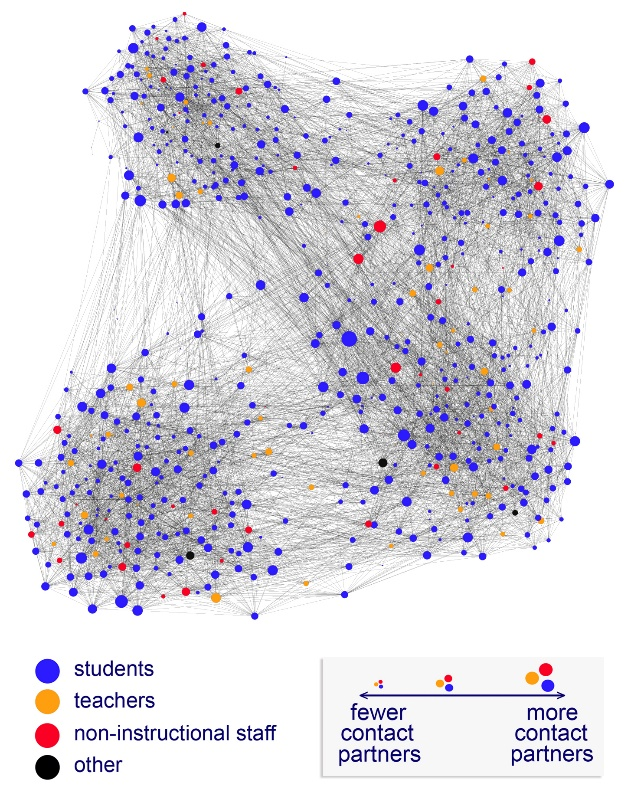 students
teachers
non-instructional staff
other
fewer
contact
partners
more
contact
partners